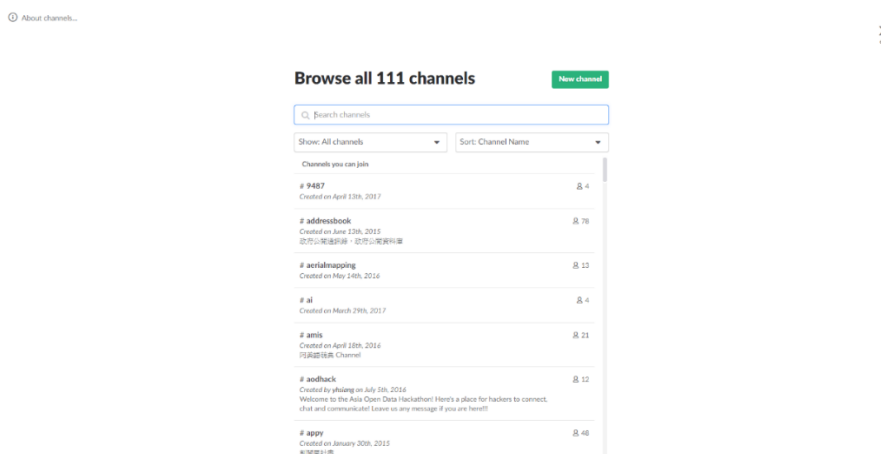 About channels...
Browse all 111 channels
New channel
Search channels
Show: All channels
Sort: Channel Name
Channels you can join
# 9487
4
Created on April 13th, 2017
# addressbook
78
Created on June 13th, 2015
# aerialmapping
13
Created on May 14th, 2016
# ai
4
Created on March 29th, 2017
# amis
21
Created on April 18th, 2016
Channel
# aodhack
12
Created by yhsiang on July 5th, 2016
Welcome to the Asia Open Data Hackathon! Here's a place for hackers to connect,
chat and communicate! Leave us any message if you are here!!!
# appy
48
Created on January 30th, 2015